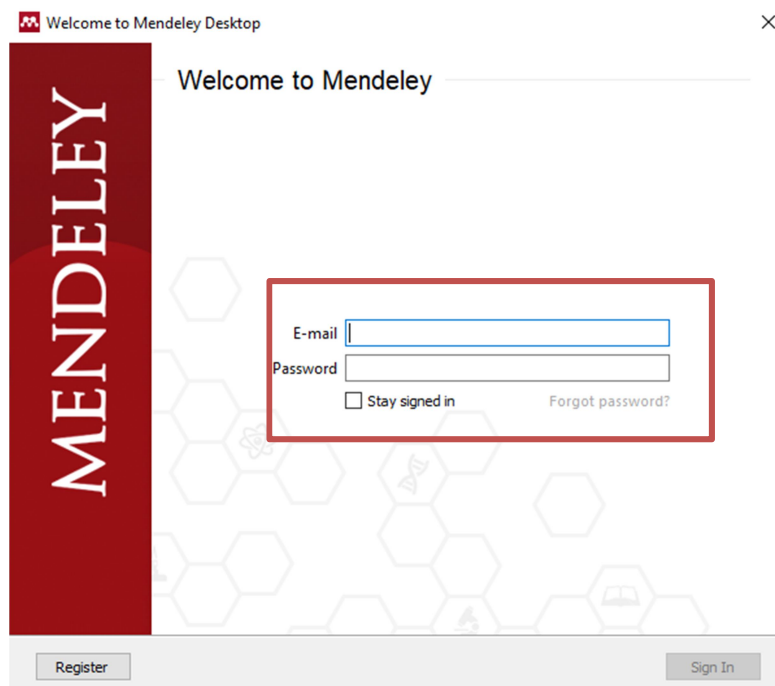 Welcome to Mendeley Desktop
Welcome to Mendeley
MENDELEY
E-mail
Password
Stay signed in Forgot password?
Register Sign In